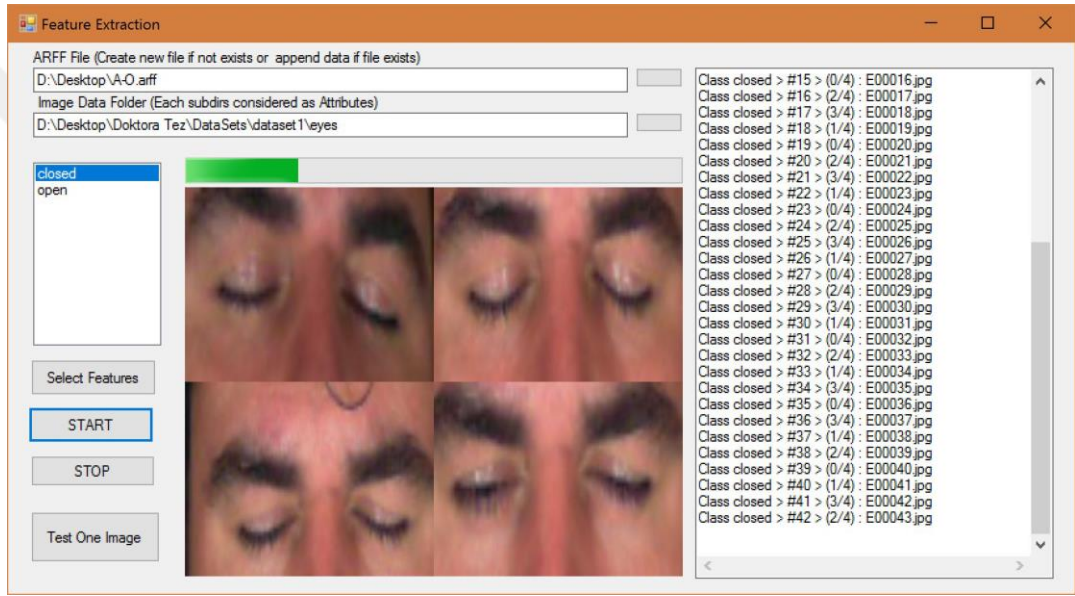 Feature Extraction
ARFF File (Create new file if not exists or append data if file exists)
D:\Desktop\A-O.arff
Image Data Folder (Each subdirs considered as Attributes)
D:\Desktop\Doktora Tez\DataSets\dataset1\eyes
closed
open
Select Features
START
STOP
Test One Image
Class closed > #15 > (0/4) : E00016.jpg
Class closed > #16 > (2/4) : E00017.jpg
Class closed > #17 > (3/4) : E00018.jpg
Class closed > #18 > (1/4) : E00019.jpg
Class closed > #19 > (0/4) : E00020.jpg
Class closed > #20 > (2/4) : E00021.jpg
Class closed > #21 > (3/4) : E00022.jpg
Class closed > #22 > (1/4) : E00023.jpg
Class closed > #23 > (0/4) : E00024.jpg
Class closed > #24 > (2/4) : E00025.jpg
Class closed > #25 > (3/4) : E00026.jpg
Class closed > #26 > (1/4) : E00027.jpg
Class closed > #27 > (0/4) : E00028.jpg
Class closed > #28 > (2/4) : E00029.jpg
Class closed > #29 > (3/4) : E00030.jpg
Class closed > #30 > (1/4) : E00031.jpg
Class closed > #31 > (0/4) : E00032.jpg
Class closed > #32 > (2/4) : E00033.jpg
Class closed > #33 > (1/4) : E00034.jpg
Class closed > #34 > (3/4) : E00035.jpg
Class closed > #35 > (0/4) : E00036.jpg
Class closed > #36 > (3/4) : E00037.jpg
Class closed > #37 > (1/4) : E00038.jpg
Class closed > #38 > (2/4) : E00039.jpg
Class closed > #39 > (0/4) : E00040.jpg
Class closed > #40 > (1/4) : E00041.jpg
Class closed > #41 > (3/4) : E00042.jpg
Class closed > #42 > (2/4) : E00043.jpg